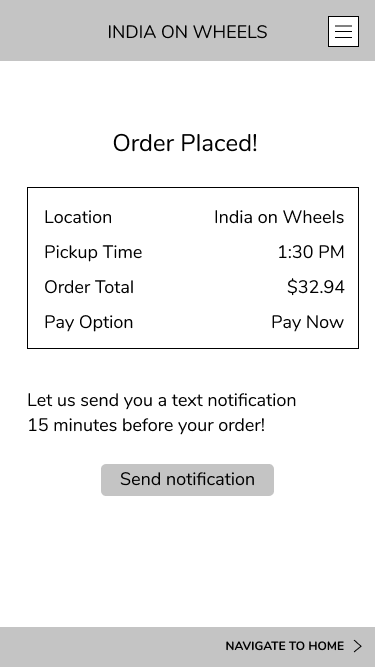 INDIA ON WHEELS
Order Placed!
Location India on Wheels
Pickup Time 1:30 PM
Order Total $32.94
Pay Option Pay Now
Let us send you a text notification
15 minutes before your order!
Send notification
NAVIGATE TO HOME